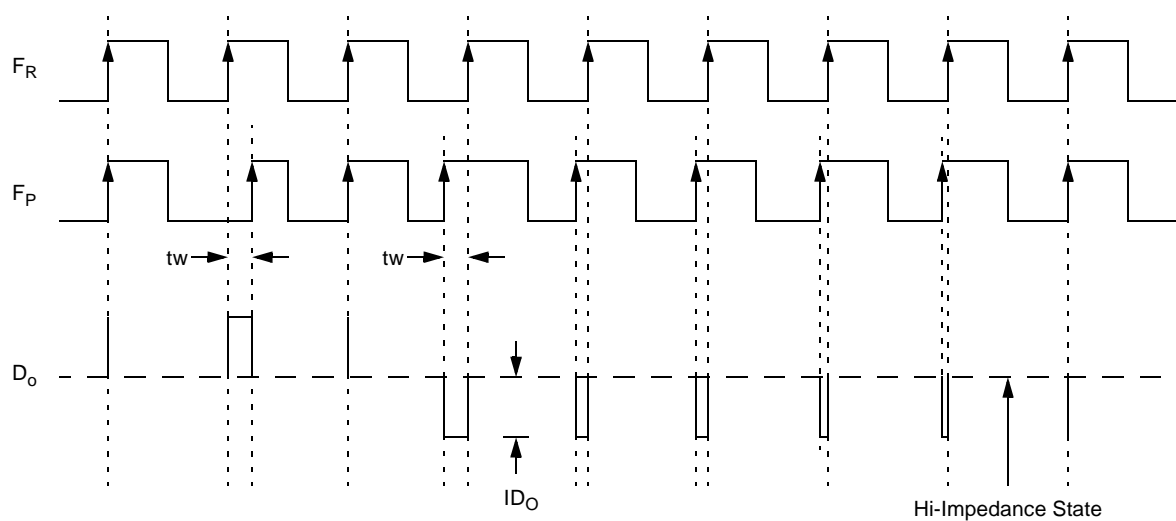 F_R
F_P
tw tw
D_o
ID_O
Hi-Impedance State